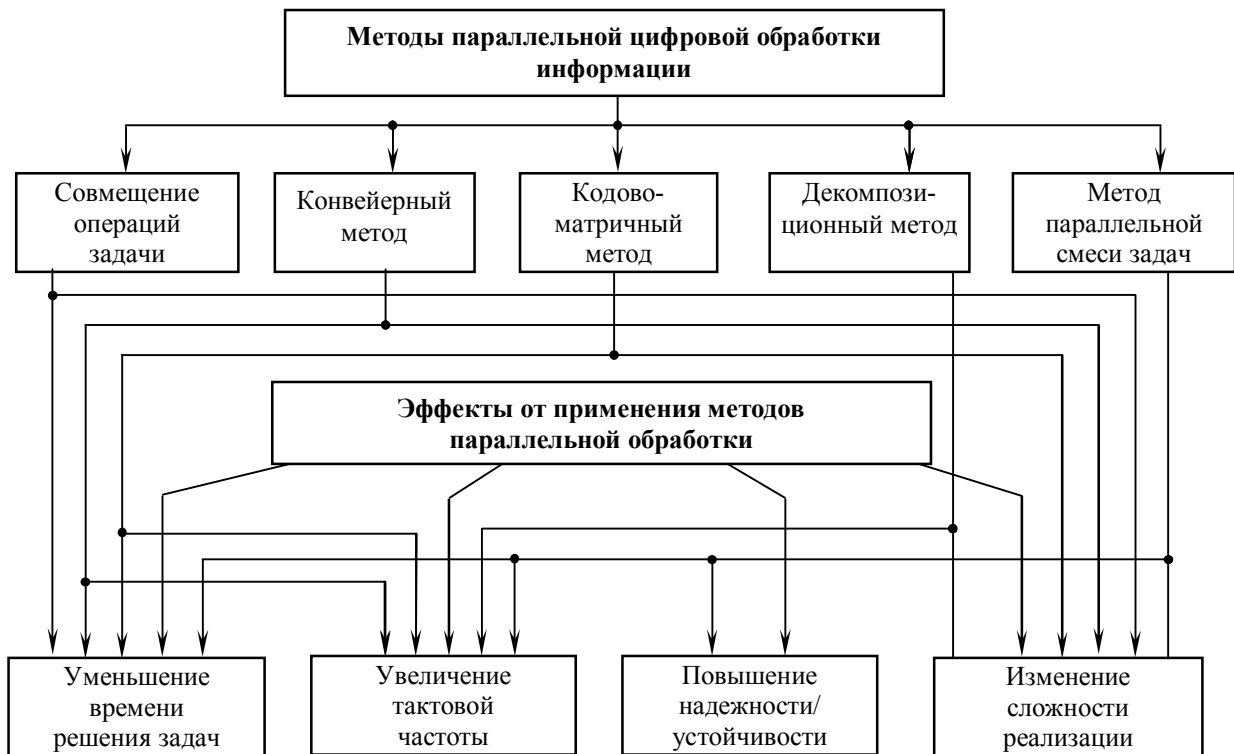 Методы параллельной цифровой обработки
информации
Совмещение
операций
задачи
Конвейерный
метод
Кодово-
матричный
метод
Декомпози-
ционный метод
Метод
параллельной
смеси задач
Эффекты от применения методов
параллельной обработки
Уменьшение
времени
решения задач
Увеличение
тактовой
частоты
Повышение
надежности/
устойчивости
Изменение
сложности
реализации